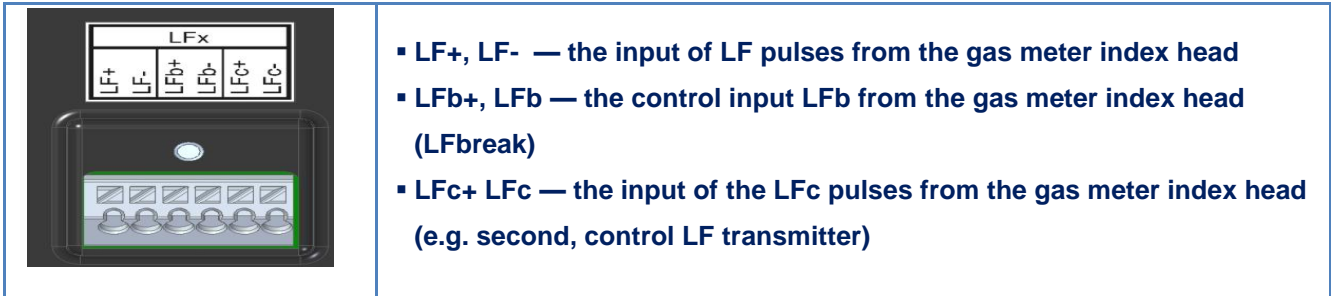 LFx
LF+
LF-
LFb+
LFb-
LFc+
LFc-
▪ LF+, LF- — the input of LF pulses from the gas meter index head
▪ LFb+, LFb — the control input LFb from the gas meter index head
(LFbreak)
▪ LFc+ LFc — the input of the LFc pulses from the gas meter index head
(e.g. second, control LF transmitter)